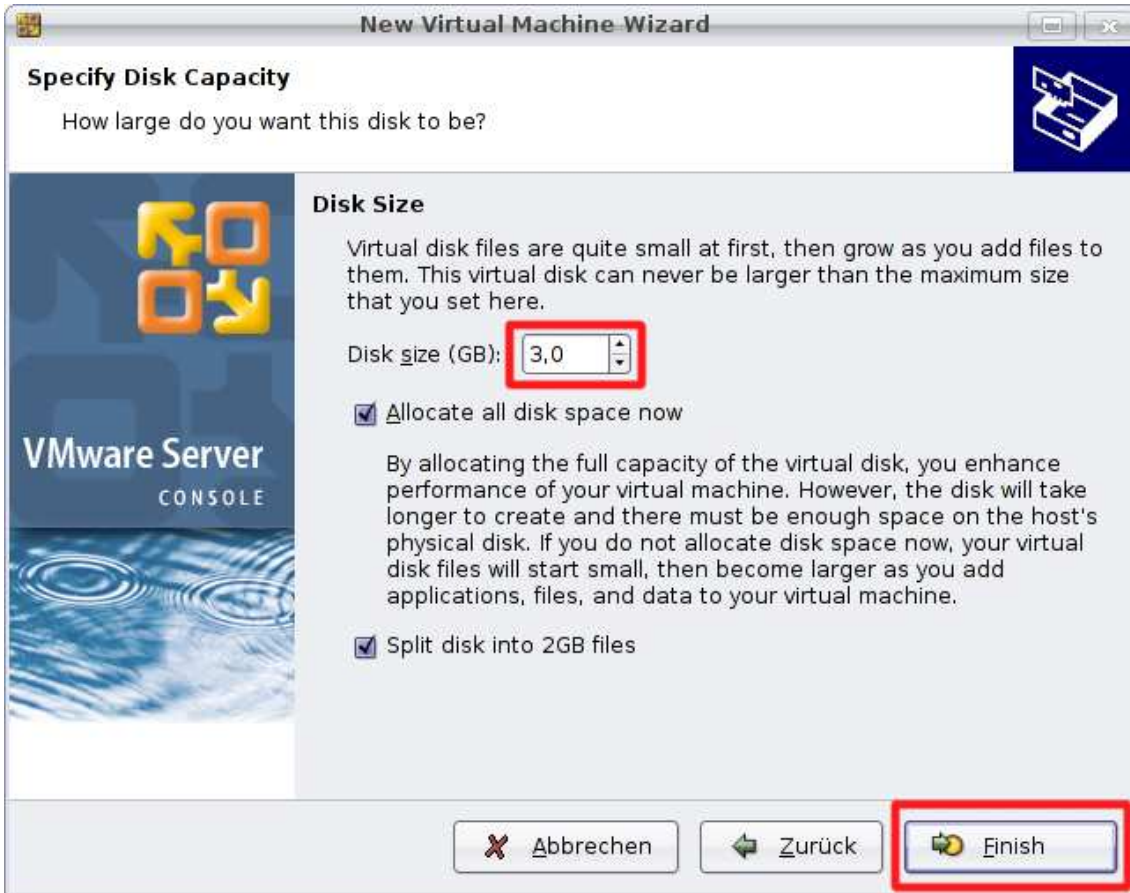 New Virtual Machine Wizard
Specify Disk Capacity
How large do you want this disk to be?
VMware Server
CONSOLE
Disk Size
Virtual disk files are quite small at first, then grow as you add files to
them. This virtual disk can never be larger than the maximum size
that you set here.
Disk size (GB): 3,0
Allocate all disk space now
By allocating the full capacity of the virtual disk, you enhance
performance of your virtual machine. However, the disk will take
longer to create and there must be enough space on the host's
physical disk. If you do not allocate disk space now, your virtual
disk files will start small, then become larger as you add
applications, files, and data to your virtual machine.
Split disk into 2GB files
Abbrechen Zurück Finish